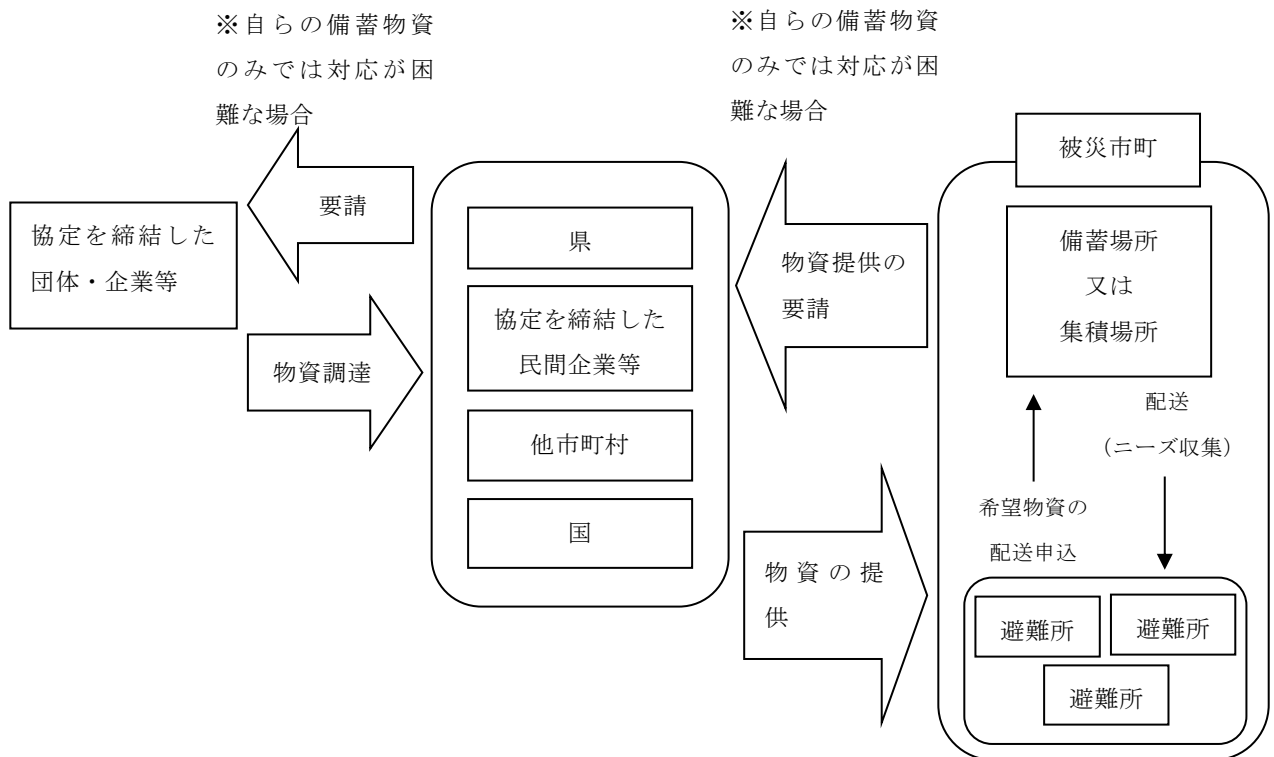 ※自らの備蓄物資
のみでは対応が困
難な場合
要請
協定を締結した
団体・企業等
物資調達
県
協定を締結した
民間企業等
他市町村
国
※自らの備蓄物資
のみでは対応が困
難な場合
物資提供の
要請
物資の提
供
被災市町
備蓄場所
又は
集積場所
配送
（ニーズ収集）
希望物資の
配送申込
避難所
避難所
避難所